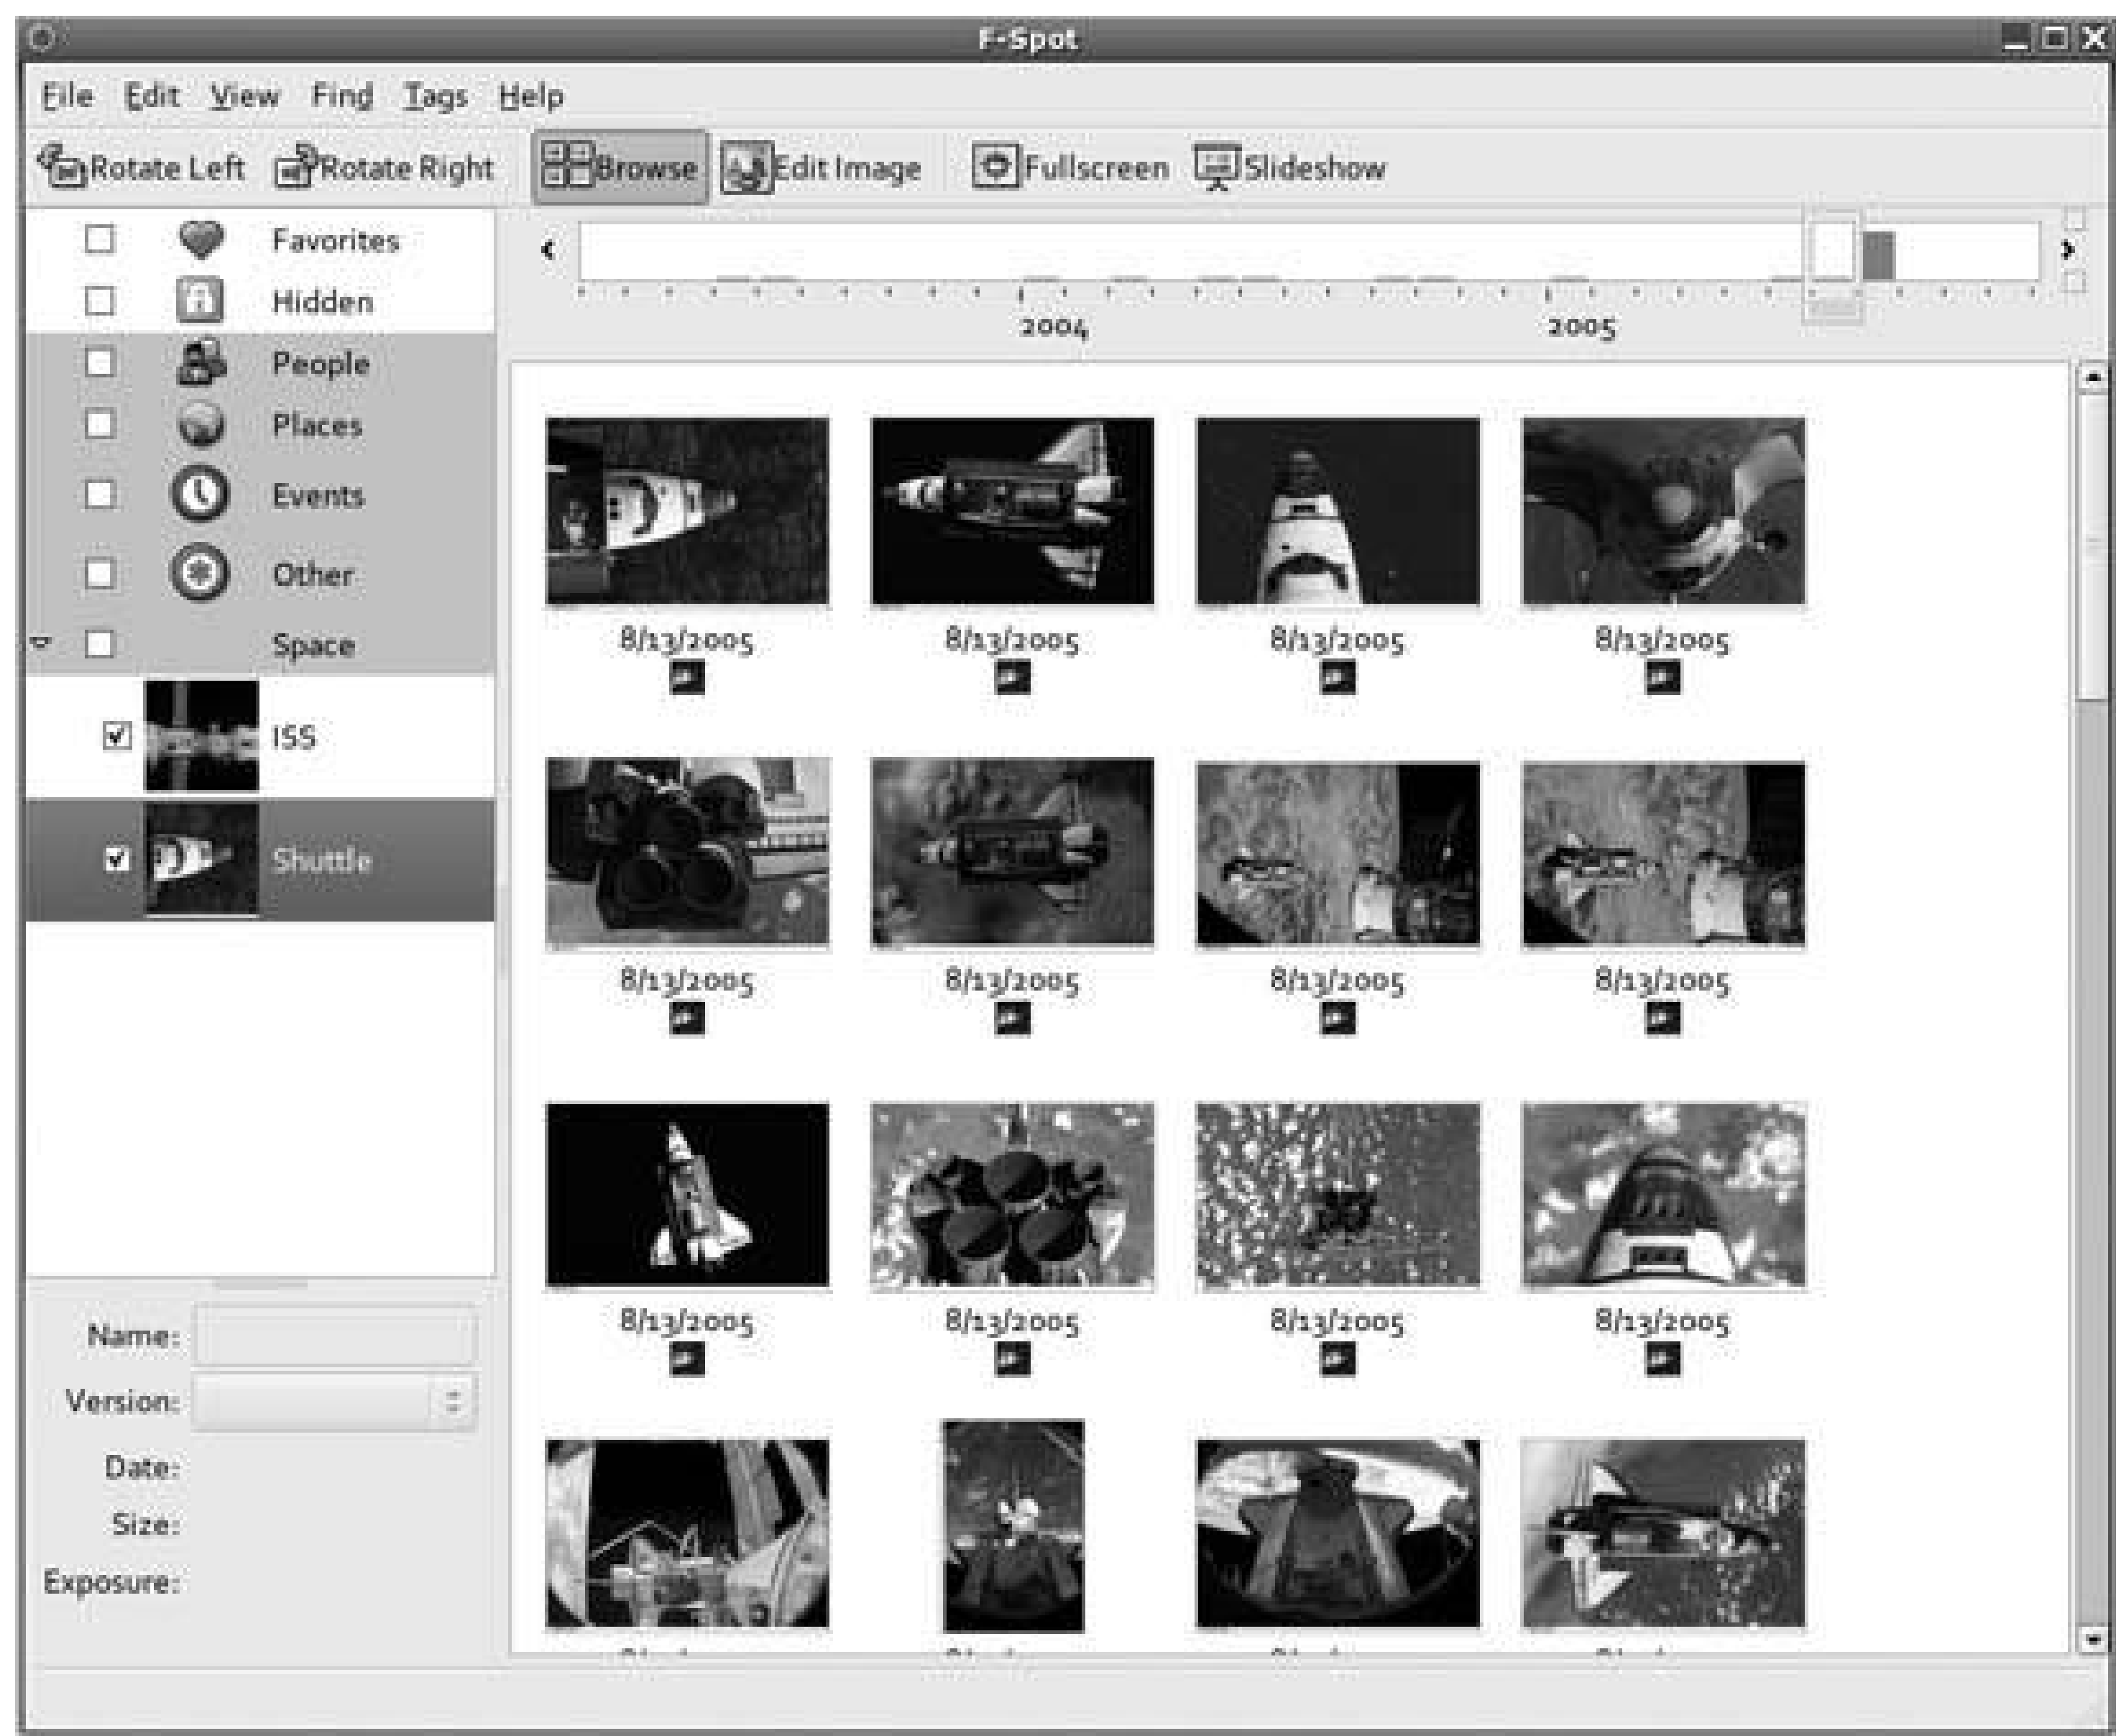 F-Spot
File Edit View Find Tags Help
Rotate Left Rotate Right Browse Edit Image Fullscreen Slideshow
Favorites
Hidden
People
Places
Events
Other
Space
ISS
Shuttle
Name:
Version:
Date:
Size:
Exposure:
2004 2005
8/13/2005 8/13/2005 8/13/2005 8/13/2005
8/13/2005 8/13/2005 8/13/2005 8/13/2005
8/13/2005 8/13/2005 8/13/2005 8/13/2005